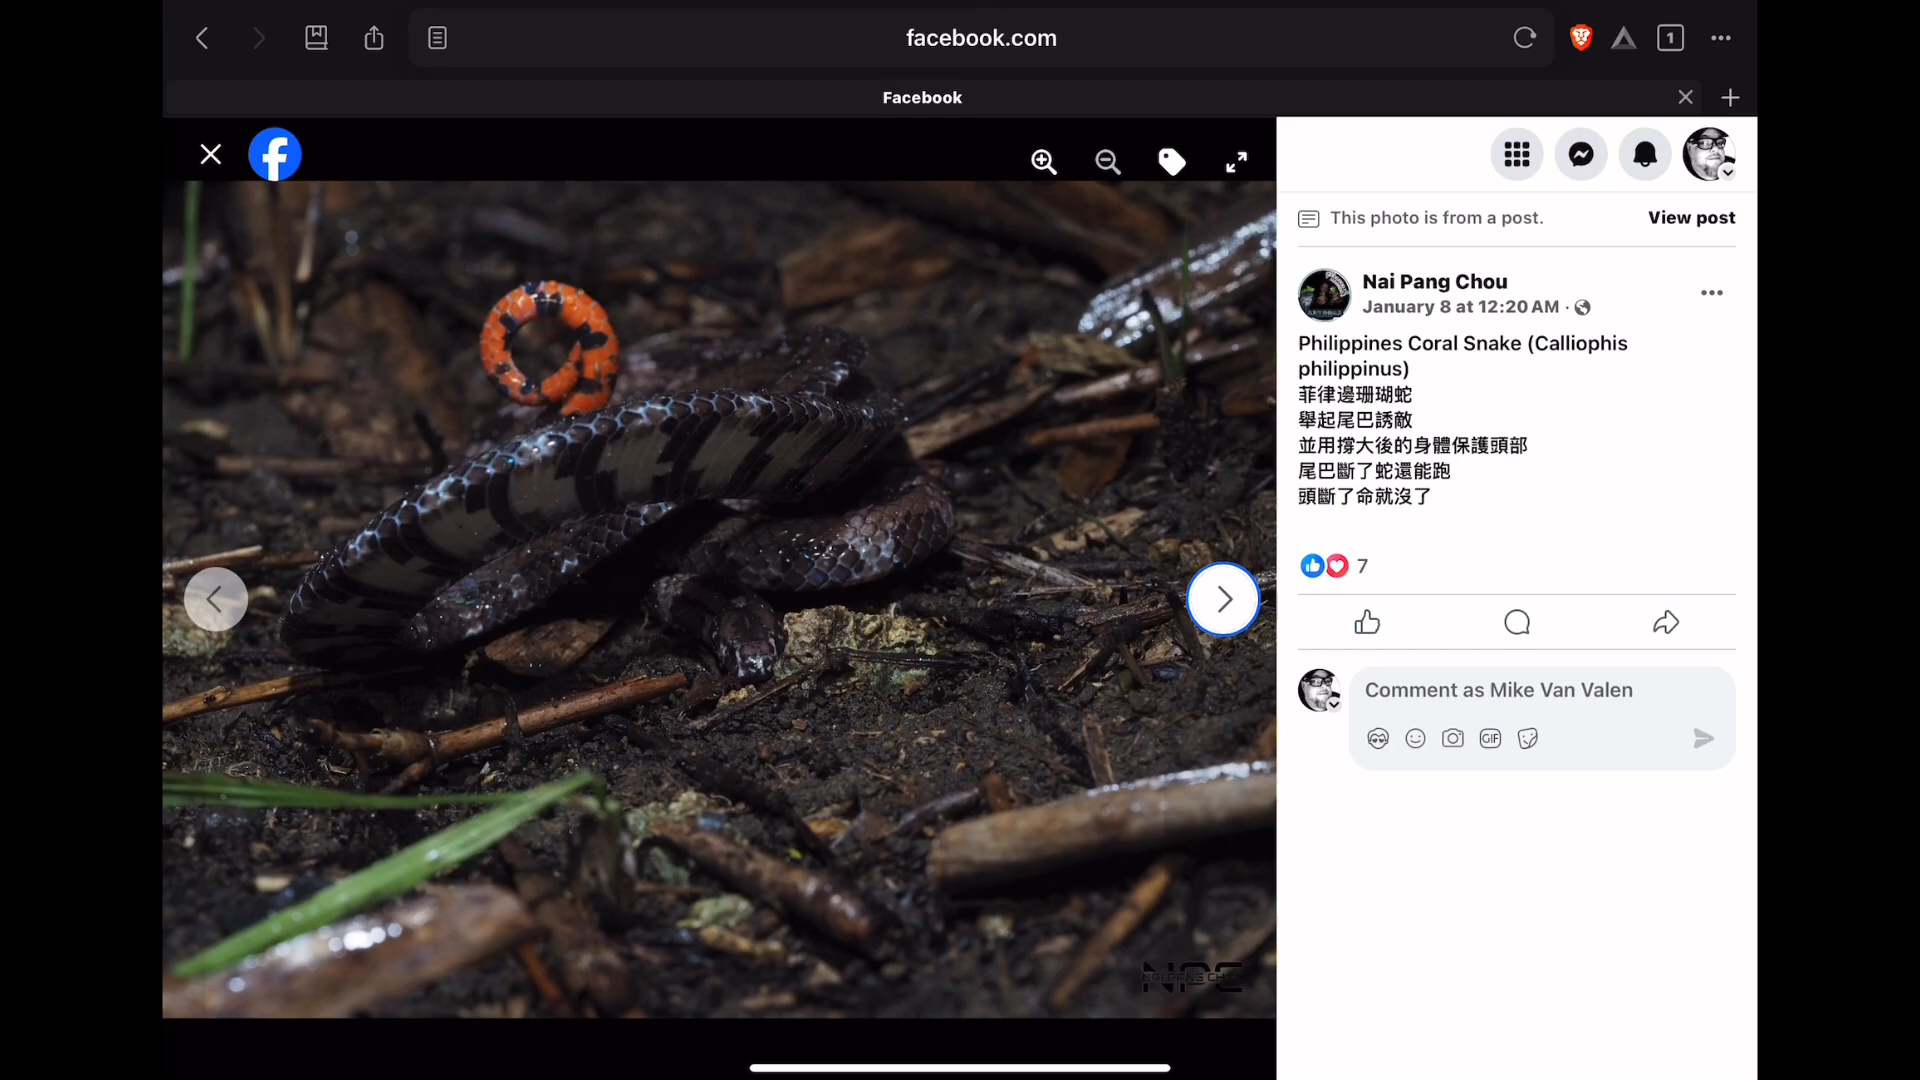 facebook.com
1
Facebook
This photo is from a post.
View post
Nai Pang Chou
January 8 at 12:20 AM ·
Philippines Coral Snake (Calliophis
philippinus)
菲律邊珊瑚蛇
舉起尾巴誘敵
並用撐大後的身體保護頭部
尾巴斷了蛇還能跑
頭斷了命就沒了
7
Comment as Mike Van Valen
GIF